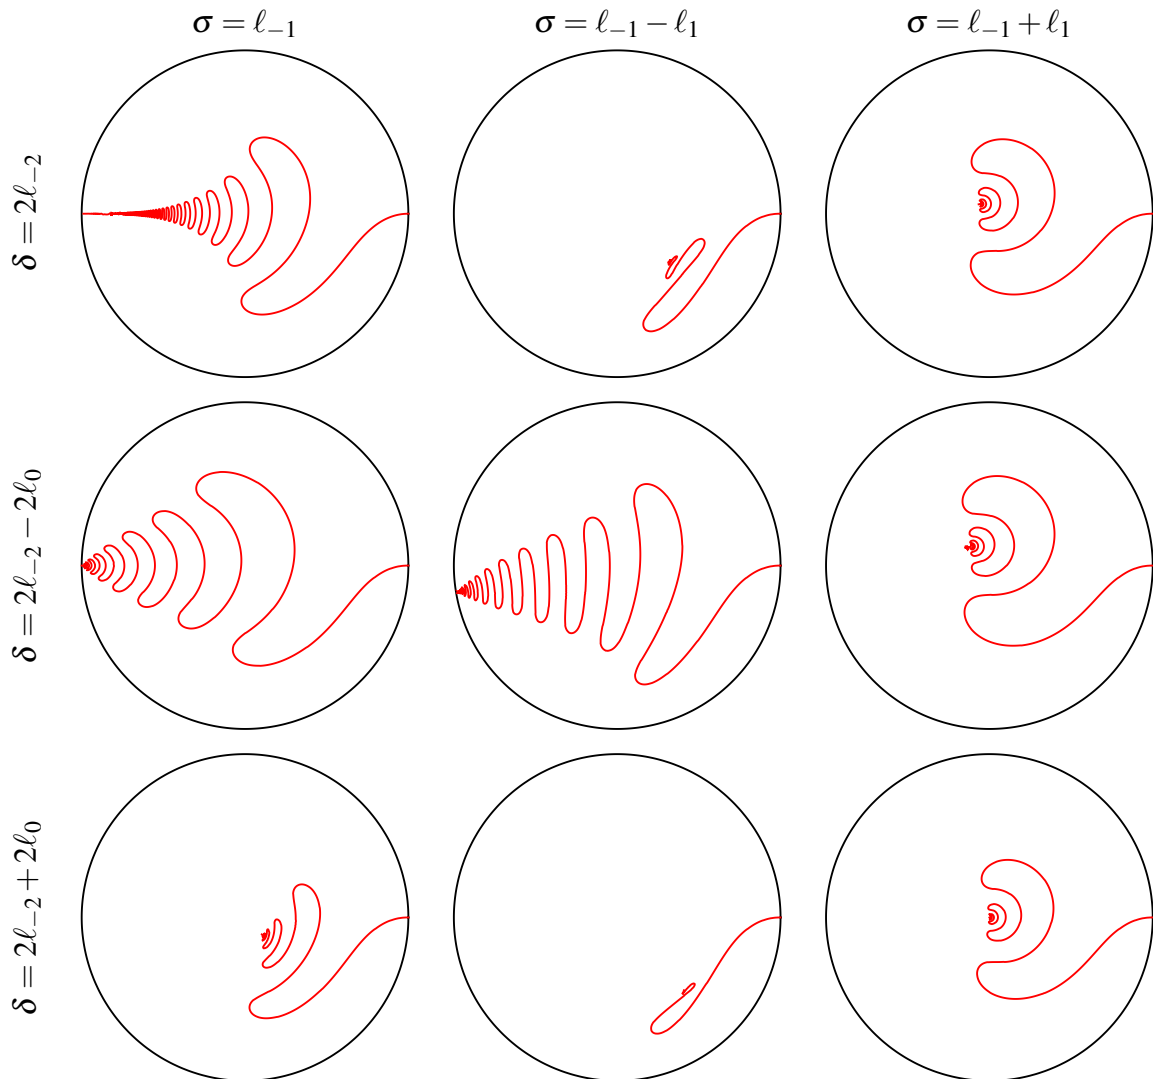 σ = ℓ₋₁
σ = ℓ₋₁ − ℓ₁
σ = ℓ₋₁ + ℓ₁
δ = 2ℓ₋₂
δ = 2ℓ₋₂ − 2ℓ₀
δ = 2ℓ₋₂ + 2ℓ₀